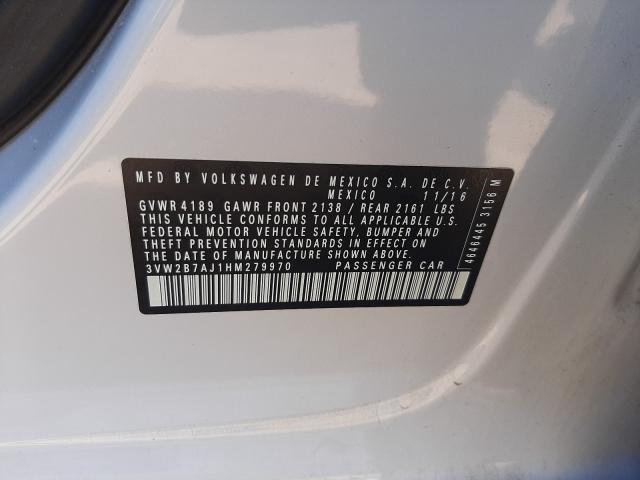 MFD BY VOLKSWAGEN DE MEXICO S.A. DE C.V.
MEXICO 11/16
GVWR 4189 GAWR FRONT 2138 / REAR 2161 LBS
THIS VEHICLE CONFORMS TO ALL APPLICABLE U.S.
FEDERAL MOTOR VEHICLE SAFETY, BUMPER AND
THEFT PREVENTION STANDARDS IN EFFECT ON
THE DATE OF MANUFACTURE SHOWN ABOVE.
3VW2B7AJ1HM279970 PASSENGER CAR
4646445 3156 M